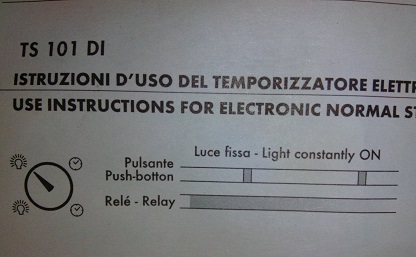 TS 101 DI
ISTRUZIONI D'USO DEL TEMPORIZZATORE
USE INSTRUCTIONS FOR ELECTRONIC NORMAL
Luce fissa - Light constantly ON
Pulsante
Push-botton
Relé - Relay